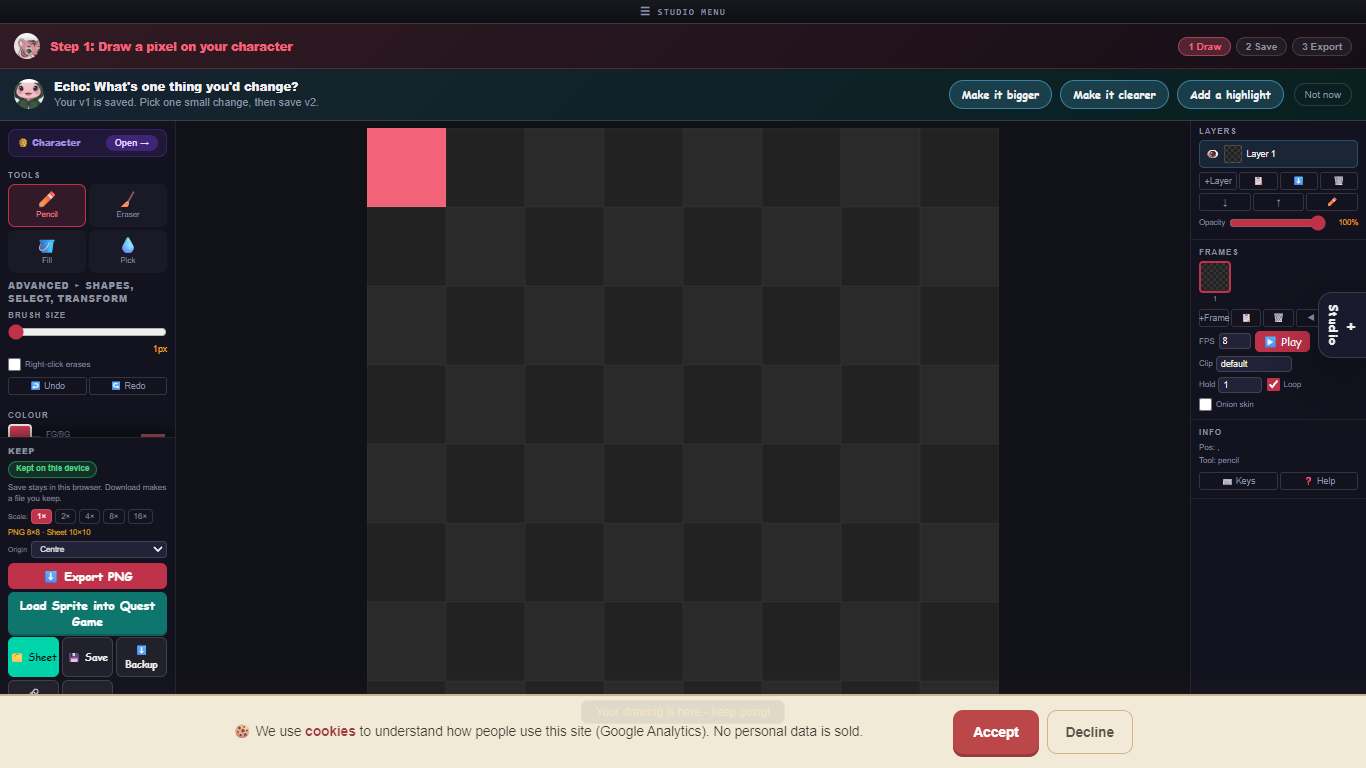 ☰ STUDIO MENU
Step 1: Draw a pixel on your character
1 Draw
2 Save
3 Export
Echo: What's one thing you'd change?
Your v1 is saved. Pick one small change, then save v2.
Make it bigger
Make it clearer
Add a highlight
Not now
Character
Open →
TOOLS
Pencil
Eraser
Fill
Pick
ADVANCED - SHAPES,
SELECT, TRANSFORM
BRUSH SIZE
1px
Right-click erases
Undo
Redo
COLOUR
FG/BG
KEEP
Kept on this device
Save stays in this browser. Download makes
a file you keep.
Scale:
1×
2×
4×
8×
16×
PNG 8×8 · Sheet 10×10
Origin
Centre
Export PNG
Load Sprite into Quest
Game
Sheet
Save
Backup
LAYERS
Layer 1
+Layer
↓
↑
Opacity
100%
FRAMES
1
+Frame
FPS
8
Play
Clip
default
Hold
1
Loop
Onion skin
+ Studio
INFO
Pos: ,
Tool: pencil
Keys
Help
Your drawing is here - keep going!
We use cookies to understand how people use this site (Google Analytics). No personal data is sold.
Accept
Decline